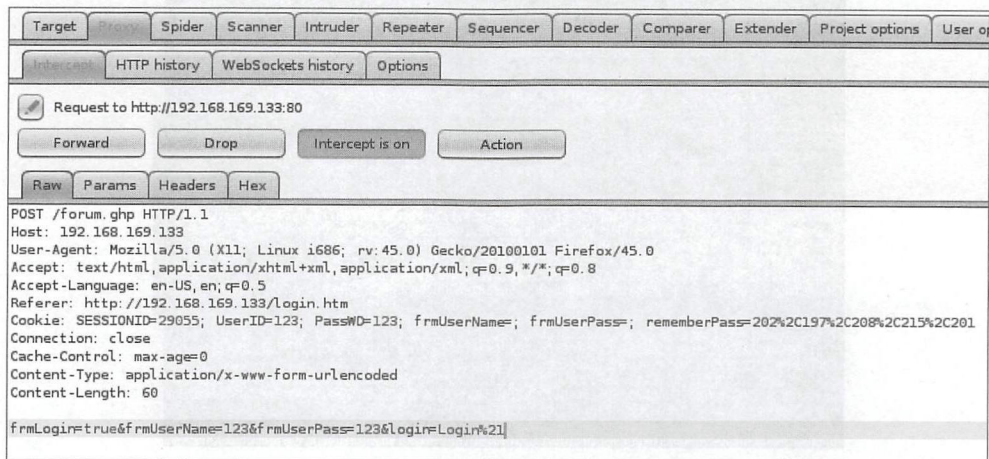 Target Proxy Spider Scanner Intruder Repeater Sequencer Decoder Comparer Extender Project options User op
Intercept HTTP history WebSockets history Options
Request to http://192.168.169.133:80
Forward Drop Intercept is on Action
Raw Params Headers Hex
POST /forum.ghp HTTP/1.1
Host: 192.168.169.133
User-Agent: Mozilla/5.0 (X11; Linux i686; rv:45.0) Gecko/20100101 Firefox/45.0
Accept: text/html,application/xhtml+xml,application/xml;q=0.9,*/*;q=0.8
Accept-Language: en-US,en;q=0.5
Referer: http://192.168.169.133/login.htm
Cookie: SESSIONID=29055; UserID=123; PassWD=123; frmUserName=; frmUserPass=; rememberPass=202%2C197%2C208%2C215%2C201
Connection: close
Cache-Control: max-age=0
Content-Type: application/x-www-form-urlencoded
Content-Length: 60
frmLogin=true&frmUserName=123&frmUserPass=123&login=Login%21